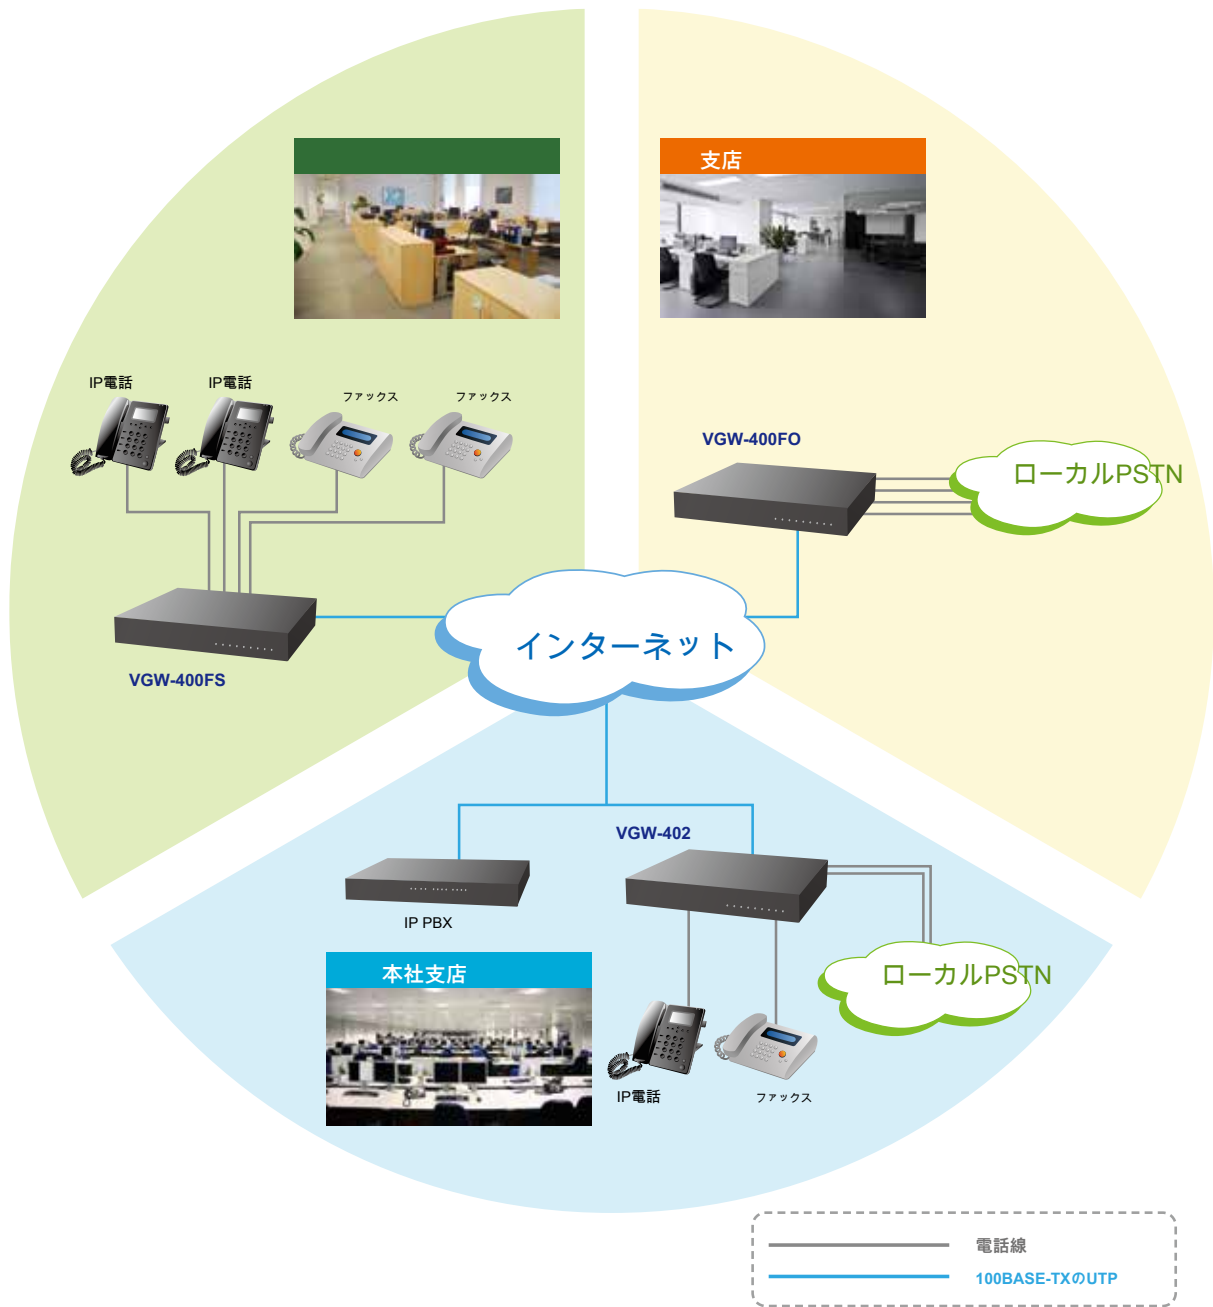 支店
IP電話
IP電話
ファックス
ファックス
VGW-400FO
ローカルPSTN
インターネット
VGW-400FS
VGW-402
IP PBX
本社支店
ローカルPSTN
IP電話
ファックス
電話線
100BASE-TXのUTP